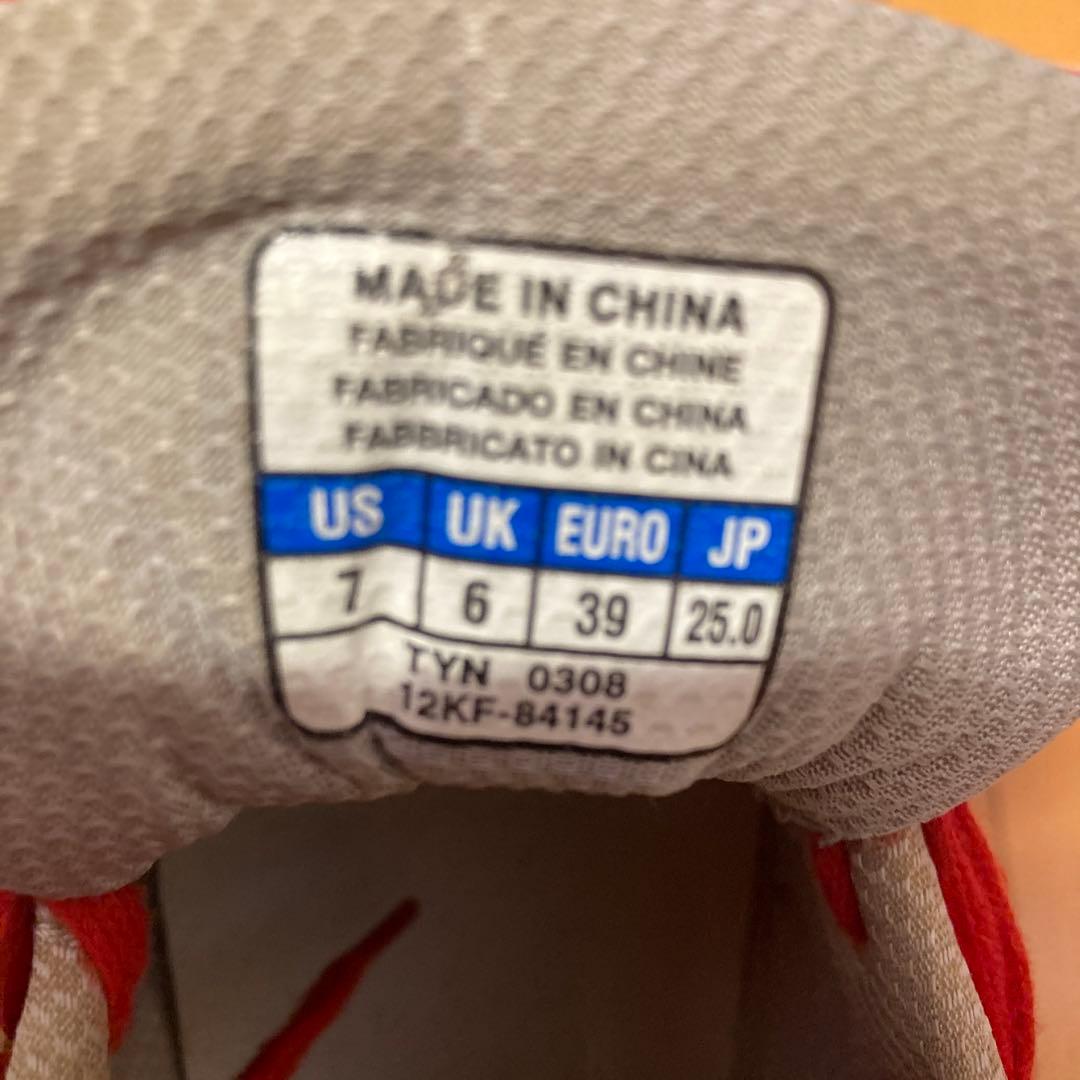 MADE IN CHINA
FABRIQUÉ EN CHINE
FABRICADO EN CHINA
FABBRICATO IN CINA
US UK EURO JP
7 6 39 25.0
TYN 0308
12KF-84145